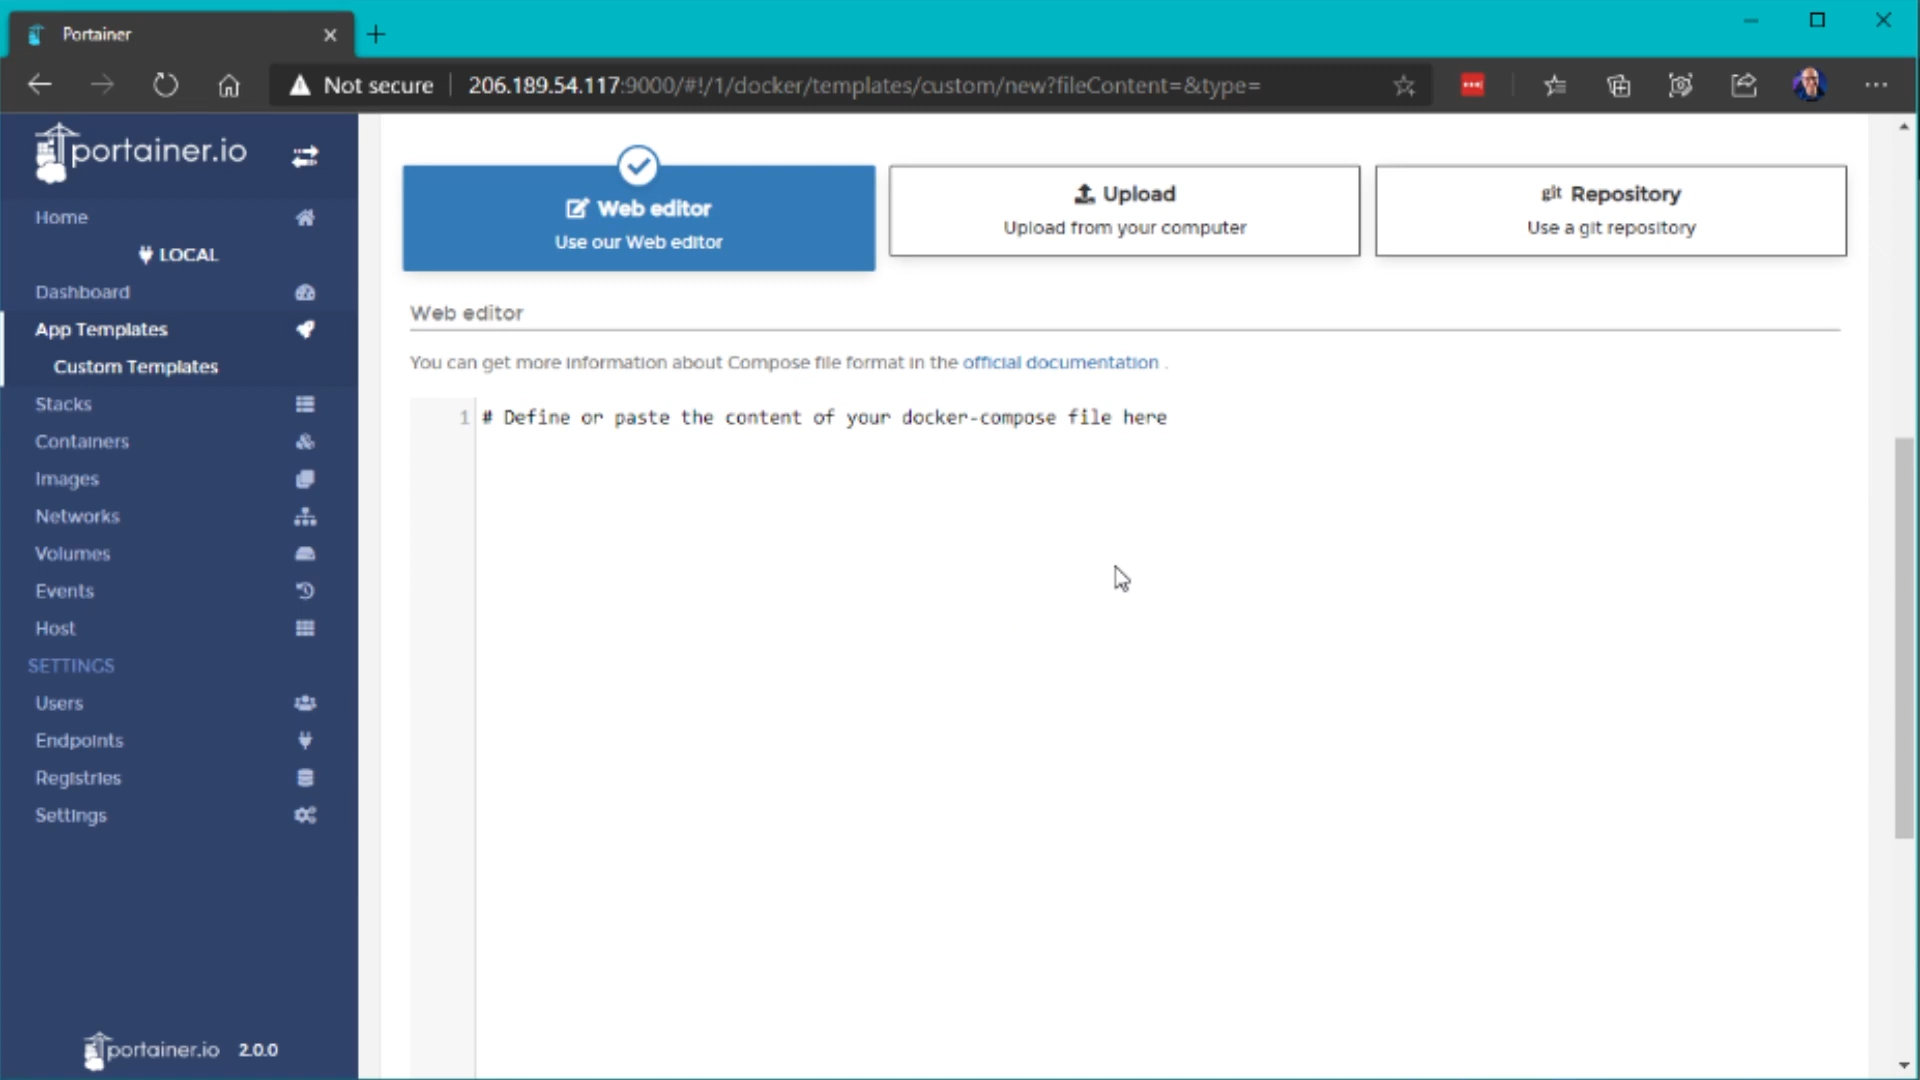 Portainer
Not secure
206.189.54.117:9000/#!/1/docker/templates/custom/new?fileContent=&type=
portainer.io
Home
LOCAL
Dashboard
App Templates
Custom Templates
Stacks
Containers
Images
Networks
Volumes
Events
Host
SETTINGS
Users
Endpoints
Registries
Settings
portainer.io 2.0.0
Web editor
Use our Web editor
Upload
Upload from your computer
git Repository
Use a git repository
Web editor
You can get more information about Compose file format in the official documentation .
1 # Define or paste the content of your docker-compose file here